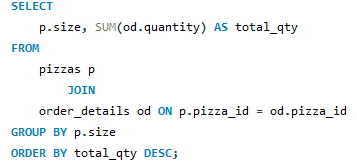 SELECT
p.size, SUM(od.quantity) AS total_qty
FROM
pizzas p
JOIN
order_details od ON p.pizza_id = od.pizza_id
GROUP BY p.size
ORDER BY total_qty DESC;